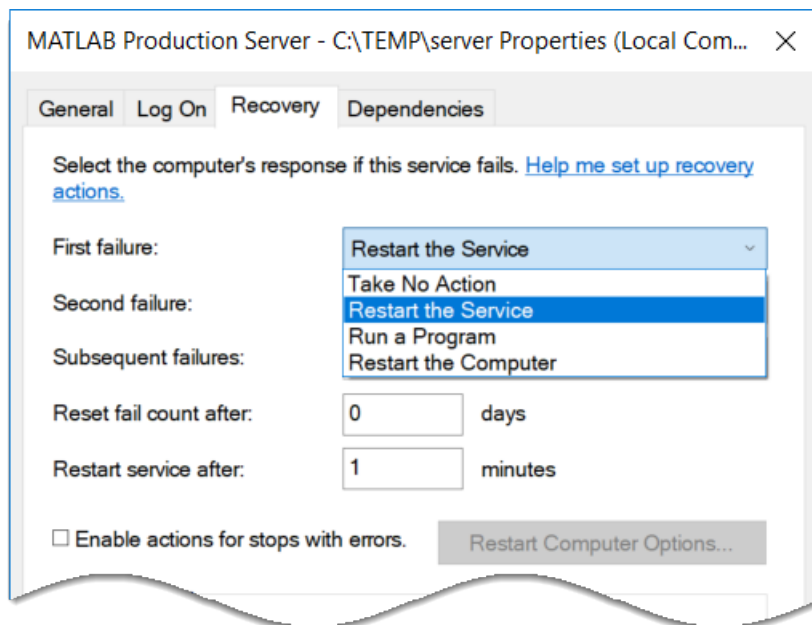 MATLAB Production Server - C:\TEMP\server Properties (Local Com...
General Log On Recovery Dependencies
Select the computer's response if this service fails. Help me set up recovery
actions.
First failure: Restart the Service
Take No Action
Second failure: Restart the Service
Run a Program
Subsequent failures: Restart the Computer
Reset fail count after: 0 days
Restart service after: 1 minutes
Enable actions for stops with errors. Restart Computer Options...